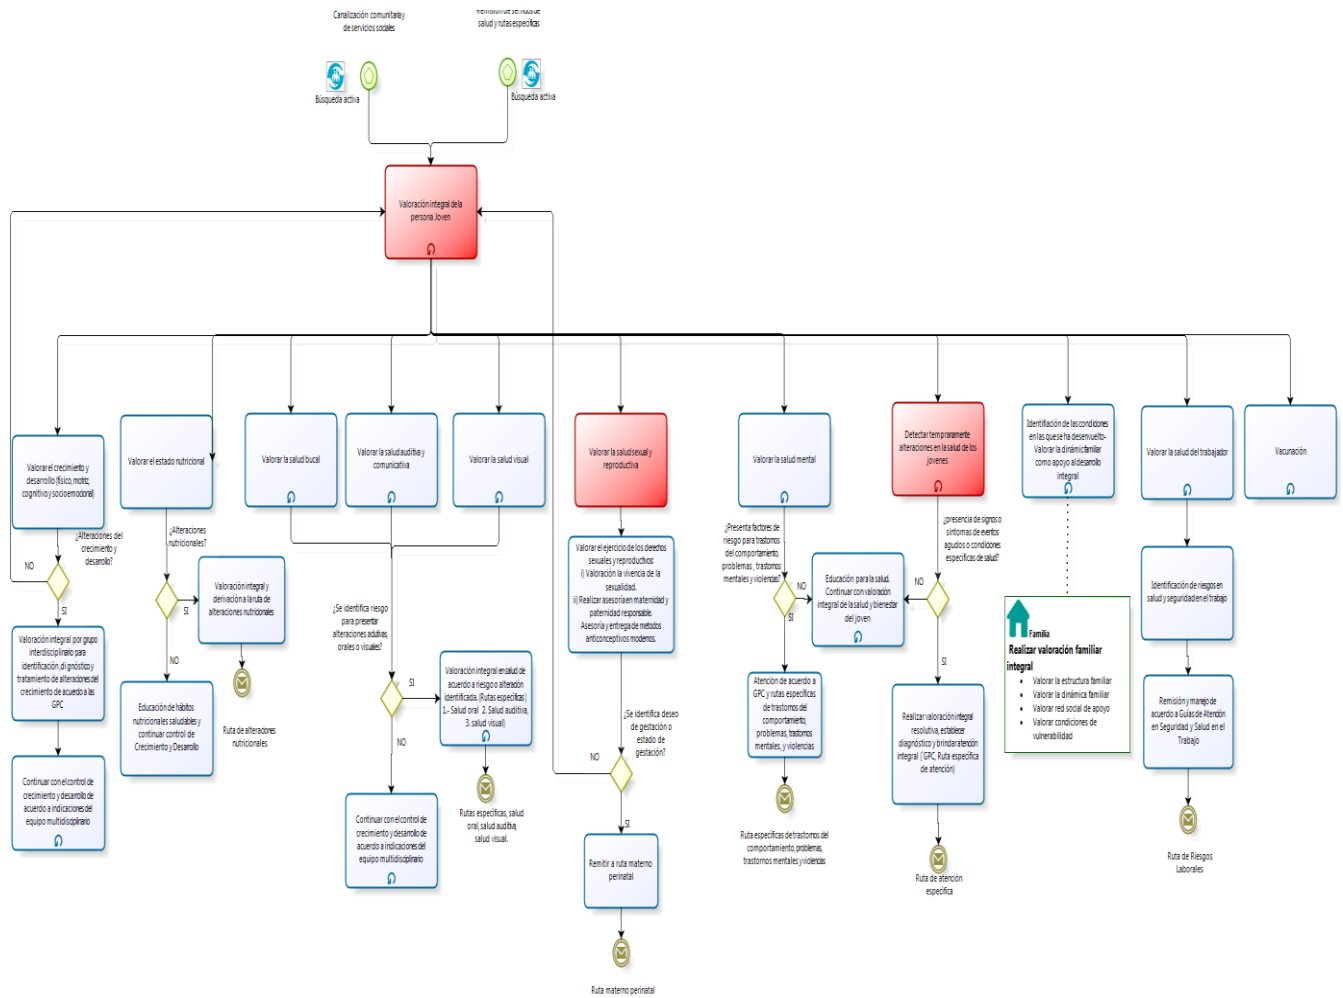 Canalización comunitaria y
de servicios sociales
Remisión de servicios de
salud y rutas específicas
Búsqueda activa
Búsqueda activa
Valoración integral de la
persona Joven
Valorar el crecimiento y
desarrollo (físico, motriz,
cognitivo y socioemocional)
¿Alteraciones del
crecimiento y
desarrollo?
NO
SI
Valoración integral por grupo
interdisciplinario para
identificación, di gnóstico y
tratamiento de alteraciones del
crecimiento de acuerdo a las
GPC
Continuar con el control de
crecimiento y desarrollo de
acuerdo a indicaciones del
equipo multidisciplinario
Valorar el estado nutricional
¿Alteraciones
nutricionales?
SI
NO
Valoración integral y
derivación a la ruta de
alteraciones nutricionales
Ruta de alteraciones
nutricionales
Educación de hábitos
nutricionales saludables y
continuar control de
Crecimiento y Desarrollo
Valorar la salud bucal
Valorar la salud auditiva y
comunicativa
Valorar la salud visual
¿Se identifica riesgo
para presentar
alteraciones auditivas,
orales o visuales?
SI
NO
Valoración integral en salud de
acuerdo a riesgo o alteración
identificada. (Rutas específicas)
1.- Salud oral 2. Salud auditiva,
3. salud visual)
Rutas específicas, salud
oral, salud auditiva,
salud visual.
Continuar con el control de
crecimiento y desarrollo de
acuerdo a indicaciones del
equipo multidisciplinario
Valorar la salud sexual y
reproductiva
Valorar el ejercicio de los derechos
sexuales y reproductivos:
i) Valoración la vivencia de la
sexualidad.
ii) Realizar asesoría en maternidad y
paternidad responsable.
Asesoría y entrega de métodos
anticonceptivos modernos.
¿Se identifica deseo
de gestación o
estado de
gestación?
NO
SI
Remitir a ruta materno
perinatal
Ruta materno perinatal
Valorar la salud mental
¿Presenta factores de
riesgo para trastornos
del comportamiento,
problemas , trastornos
mentales y violencias?
NO
SI
Educación para la salud.
Continuar con valoración
integral de la salud y bienestar
del joven
Atención de acuerdo a
GPC y rutas específicas
de trastornos del
comportamiento,
problemas, trastornos
mentales, y violencias
Ruta específicas de trastornos del
comportamiento, problemas,
trastornos mentales y violencias
Detectar tempranamente
alteraciones en la salud de los
jovenes
¿presencia de signos o
síntomas de eventos
agudos o condiciones
específicas de salud?
NO
SI
Realizar valoración integral
resolutiva, establecer
diagnóstico y brindar atención
integral ( GPC, Ruta específica
de atención)
Ruta de atención
específica
Identifiación de las condiciones
en las que se ha desenvuelto-
Valorar la dinámica familiar
como apoyo al desarrollo
integral
Familia
Realizar valoración familiar
integral
• Valorar la estructura familiar
• Valorar la dinámica familiar
• Valorar red social de apoyo
• Valorar condiciones de
vulnerabilidad
Valorar la salud del trabajador
Identificación de riesgos en
salud y seguridad en el trabajo
Remisión y manejo de
acuerdo a Guías de Atención
en Seguridad y Salud en el
Trabajo
Ruta de Riesgos
Laborales
Vacunación